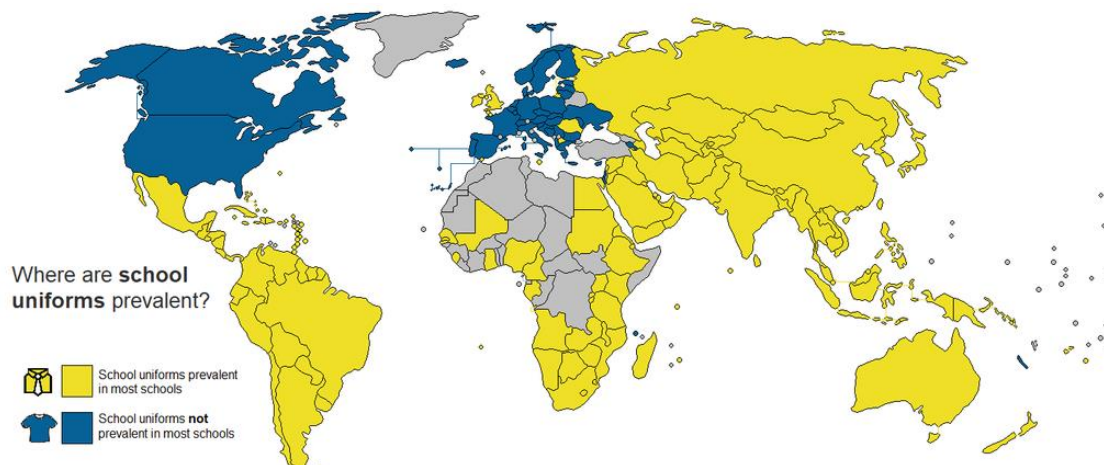 Where are school
uniforms prevalent?
School uniforms prevalent
in most schools
School uniforms not
prevalent in most schools